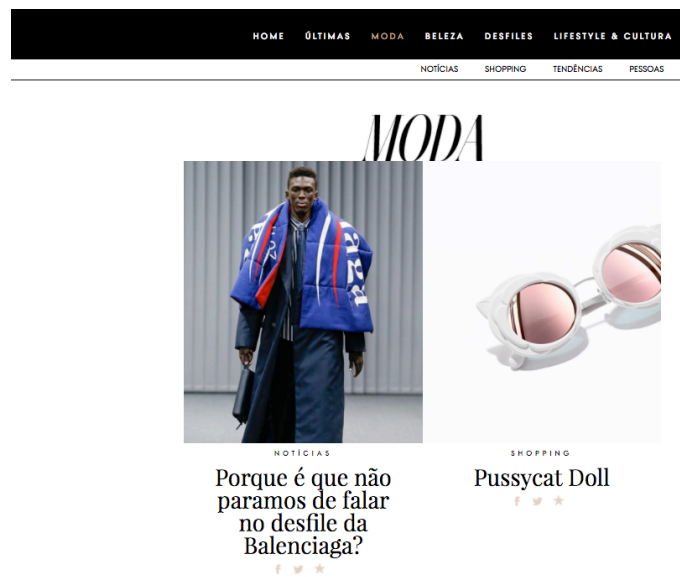 HOME ÚLTIMAS MODA BELEZA DESFILES LIFESTYLE & CULTURA
NOTÍCIAS SHOPPING TENDÊNCIAS PESSOAS
MODA
NOTÍCIAS
Porque é que não
paramos de falar
no desfile da
Balenciaga?
SHOPPING
Pussycat Doll